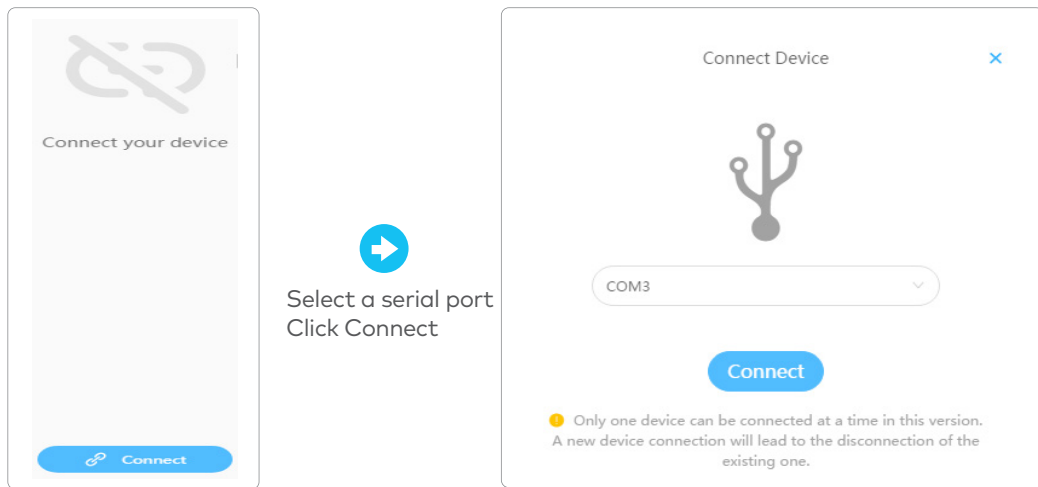 Connect your device
Connect
Select a serial port
Click Connect
Connect Device
COM3
Connect
Only one device can be connected at a time in this version.
A new device connection will lead to the disconnection of the
existing one.